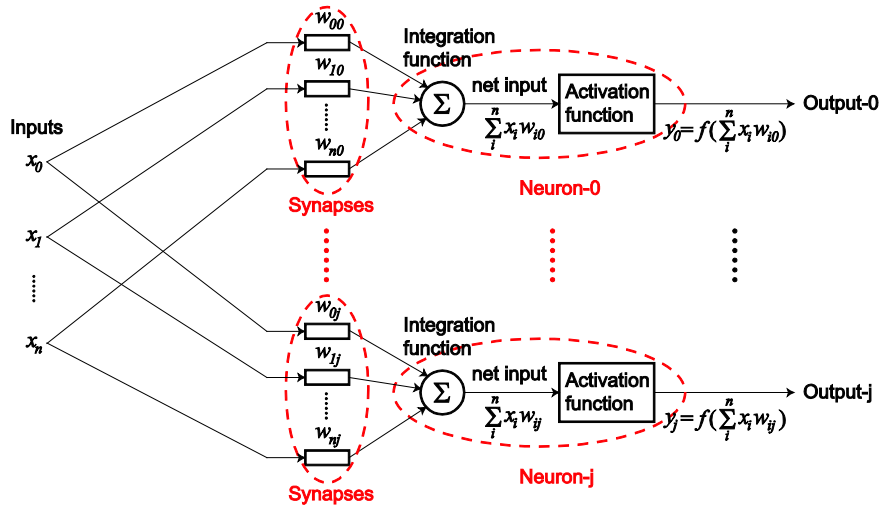 w00
Integration
function
w10
net input
Activation
function
Σ
Output-0
Inputs
∑ i n xi wi0
y0=f(∑ i n xi wi0)
wn0
x0
Neuron-0
Synapses
x1
w0j
Integration
function
xn
w1j
net input
Activation
function
Σ
Output-j
∑ i n xi wij
yj=f(∑ i n xi wij)
wnj
Neuron-j
Synapses